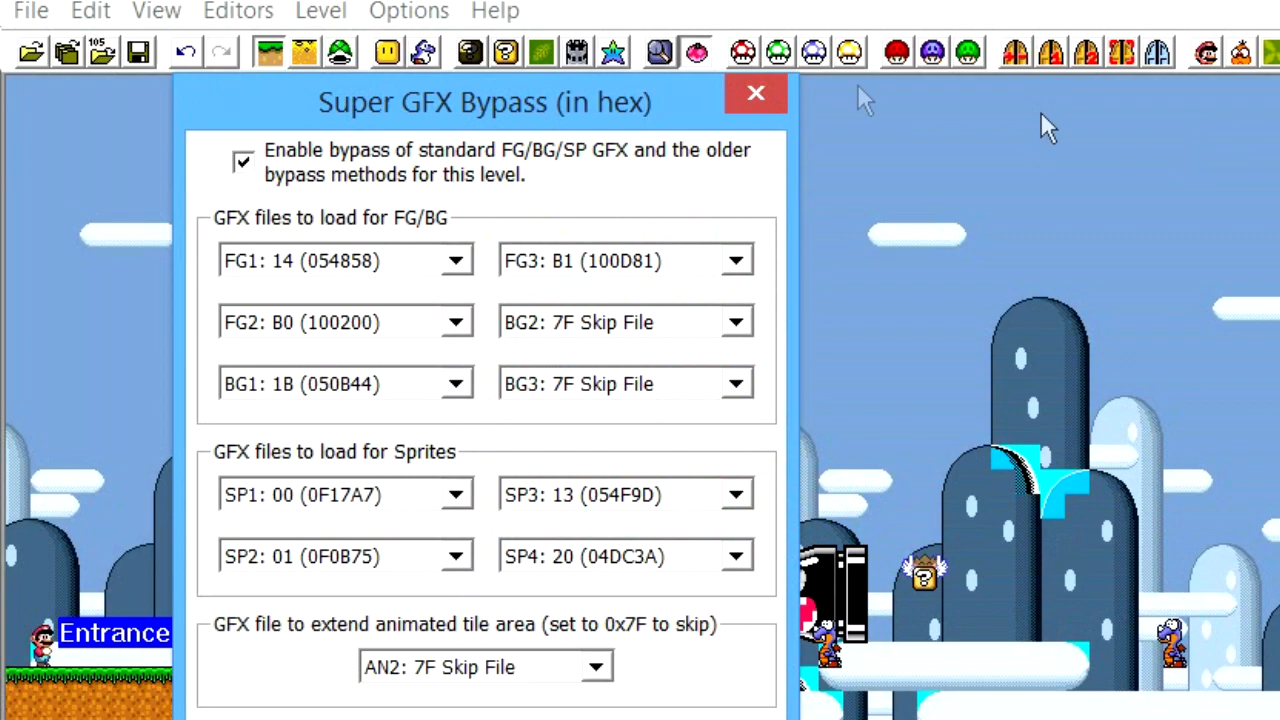 File Edit View Editors Level Options Help
105
Super GFX Bypass (in hex)
Enable bypass of standard FG/BG/SP GFX and the older
bypass methods for this level.
GFX files to load for FG/BG
FG1: 14 (054858)
FG3: B1 (100D81)
FG2: B0 (100200)
BG2: 7F Skip File
BG1: 1B (050B44)
BG3: 7F Skip File
GFX files to load for Sprites
SP1: 00 (0F17A7)
SP3: 13 (054F9D)
SP2: 01 (0F0B75)
SP4: 20 (04DC3A)
GFX file to extend animated tile area (set to 0x7F to skip)
AN2: 7F Skip File
Entrance